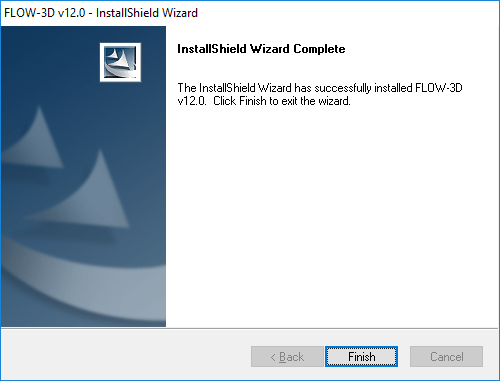 FLOW-3D v12.0 - InstallShield Wizard
InstallShield Wizard Complete
The InstallShield Wizard has successfully installed FLOW-3D
v12.0.  Click Finish to exit the wizard.
< Back
Finish
Cancel